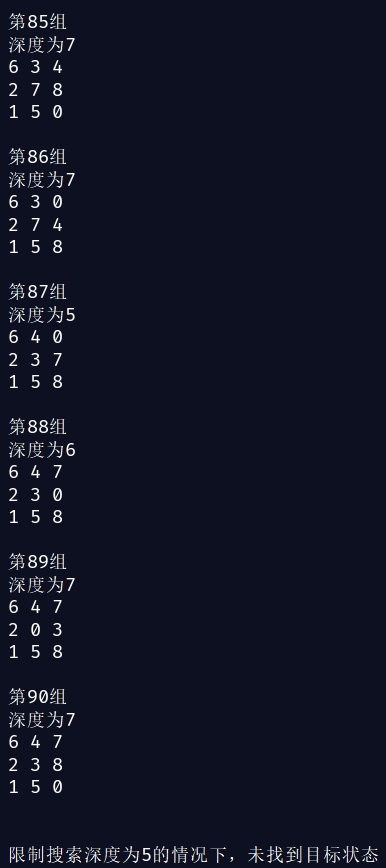 第85组
深度为7
6 3 4
2 7 8
1 5 0
第86组
深度为7
6 3 0
2 7 4
1 5 8
第87组
深度为5
6 4 0
2 3 7
1 5 8
第88组
深度为6
6 4 7
2 3 0
1 5 8
第89组
深度为7
6 4 7
2 0 3
1 5 8
第90组
深度为7
6 4 7
2 3 8
1 5 0
限制搜索深度为5的情况下，未找到目标状态